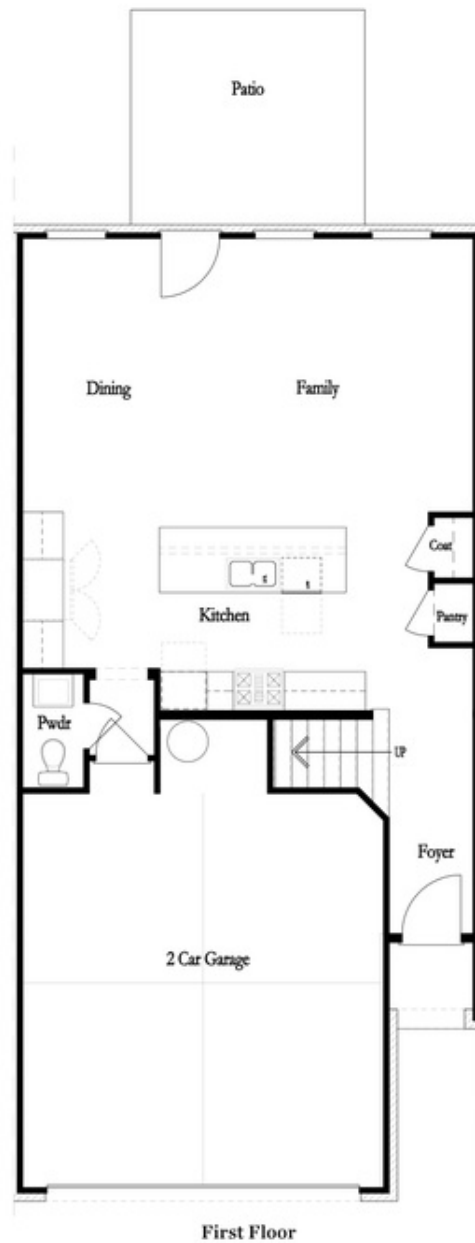 Patio
Dining
Family
Coat
Kitchen
Pantry
Pwdr
UP
Foyer
2 Car Garage
First Floor